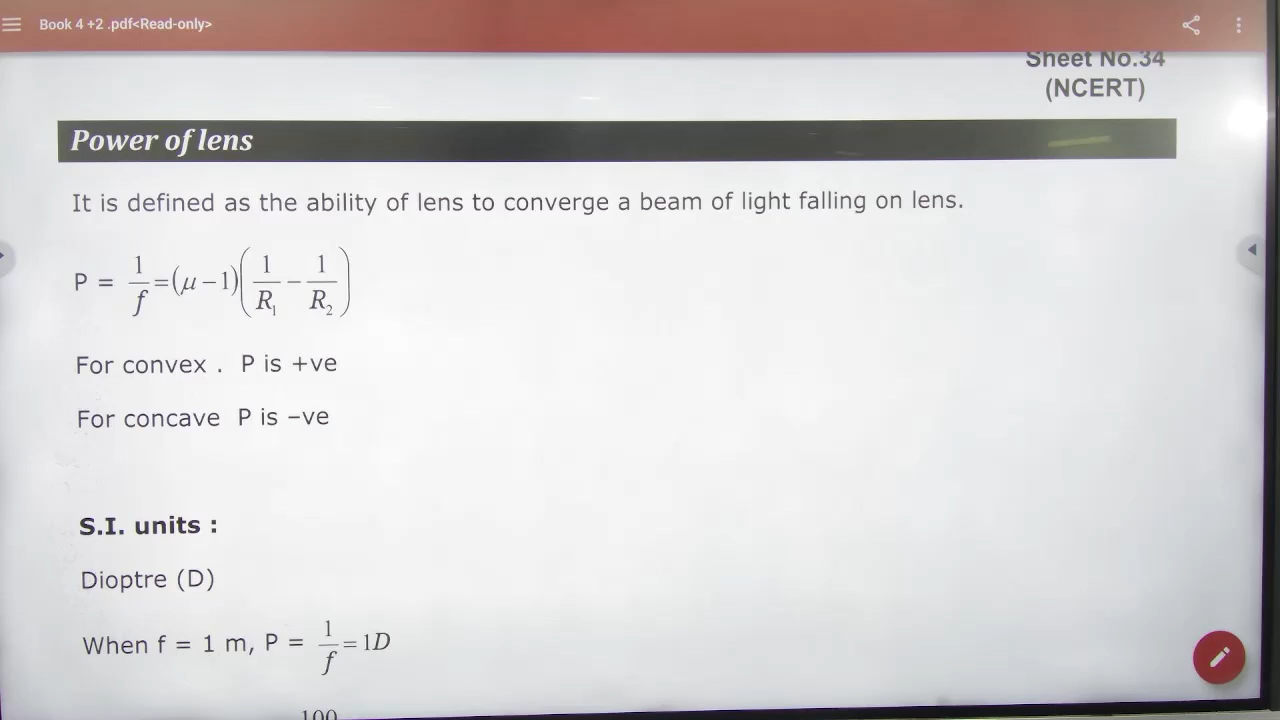 Book 4 +2 .pdf<Read-only>
Sheet No.34
(NCERT)
Power of lens
It is defined as the ability of lens to converge a beam of light falling on lens.
P = 1/f = (μ − 1)(1/R₁ − 1/R₂)
For convex . P is +ve
For concave P is –ve
S.I. units :
Dioptre (D)
When f = 1 m, P = 1/f = 1D
100